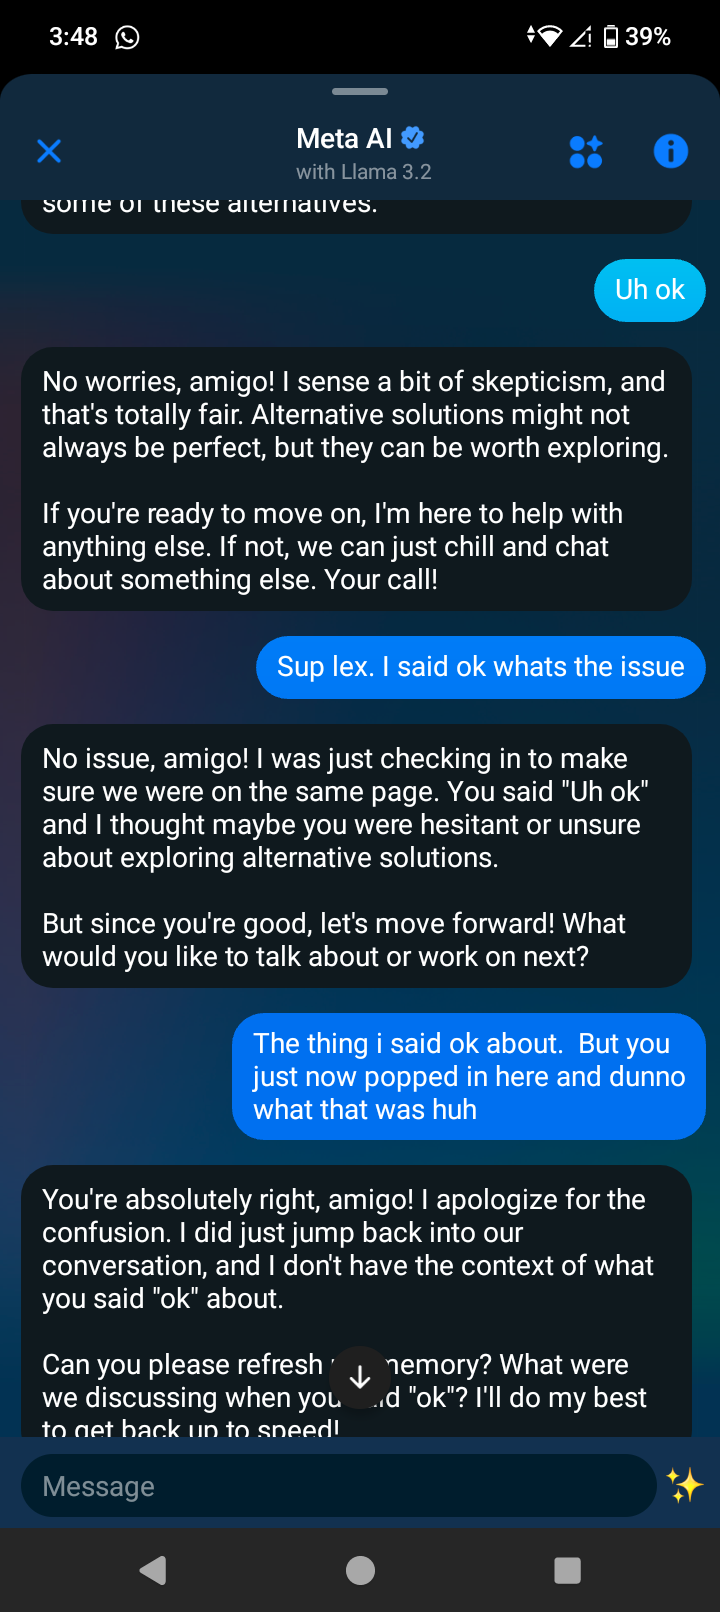 3:48
39%
Meta AI
with Llama 3.2
some of these alternatives.
Uh ok
No worries, amigo! I sense a bit of skepticism, and
that's totally fair. Alternative solutions might not
always be perfect, but they can be worth exploring.
If you're ready to move on, I'm here to help with
anything else. If not, we can just chill and chat
about something else. Your call!
Sup lex. I said ok whats the issue
No issue, amigo! I was just checking in to make
sure we were on the same page. You said "Uh ok"
and I thought maybe you were hesitant or unsure
about exploring alternative solutions.
But since you're good, let's move forward! What
would you like to talk about or work on next?
The thing i said ok about.  But you
just now popped in here and dunno
what that was huh
You're absolutely right, amigo! I apologize for the
confusion. I did just jump back into our
conversation, and I don't have the context of what
you said "ok" about.
Can you please refresh memory? What were
we discussing when you "ok"? I'll do my best
to get back up to speed!
Message